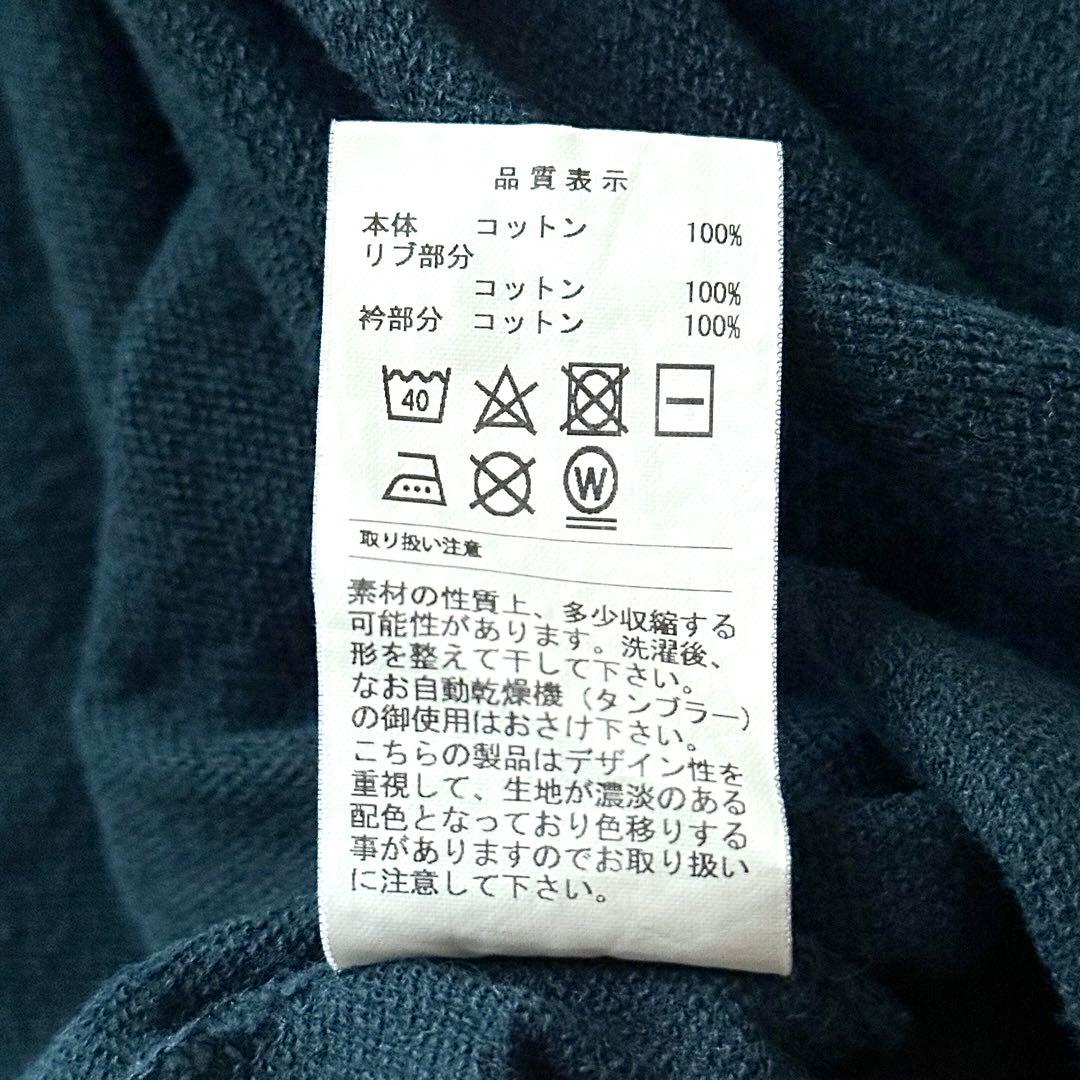 品質表示
本体 コットン 100%
リブ部分
コットン 100%
衿部分 コットン 100%
40
W
取り扱い注意
素材の性質上、多少収縮する
可能性があります。洗濯後、
形を整えて干して下さい。
なお自動乾燥機（タンブラー）
の御使用はおさけ下さい。
こちらの製品はデザイン性を
重視して、生地が濃淡のある
配色となっており色移りする
事がありますのでお取り扱い
に注意して下さい。